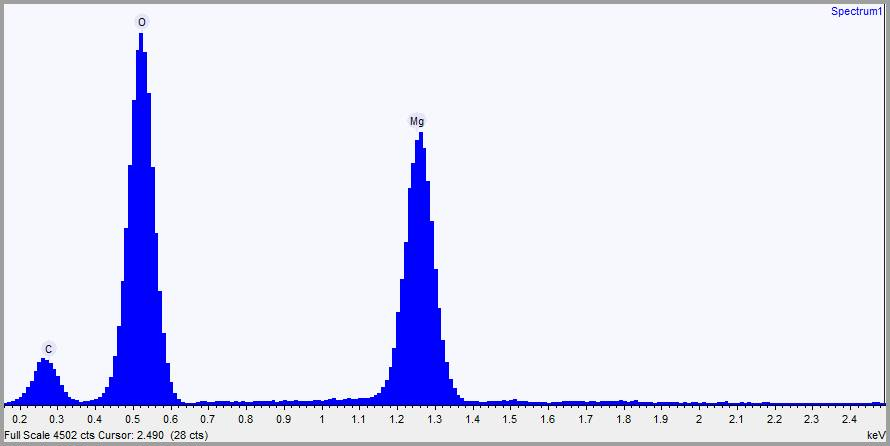 Spectrum1
O
Mg
C
0.2 0.3 0.4 0.5 0.6 0.7 0.8 0.9 1 1.1 1.2 1.3 1.4 1.5 1.6 1.7 1.8 1.9 2 2.1 2.2 2.3 2.4
Full Scale 4502 cts Cursor: 2.490 (28 cts) keV